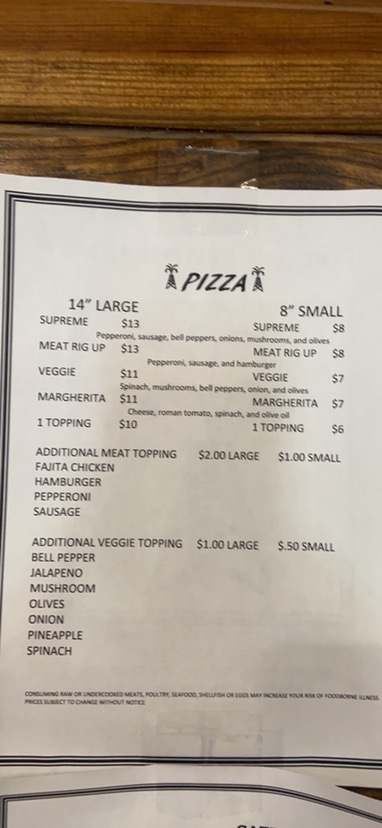 PIZZA
14" LARGE 8" SMALL
SUPREME $13 SUPREME $8
Pepperoni, sausage, bell peppers, onions, mushrooms, and olives
MEAT RIG UP $13 MEAT RIG UP $8
Pepperoni, sausage, and hamburger
VEGGIE $11 VEGGIE $7
Spinach, mushrooms, bell peppers, onion, and olives
MARGHERITA $11 MARGHERITA $7
Cheese, roman tomato, spinach, and olive oil
1 TOPPING $10 1 TOPPING $6
ADDITIONAL MEAT TOPPING $2.00 LARGE $1.00 SMALL
FAJITA CHICKEN
HAMBURGER
PEPPERONI
SAUSAGE
ADDITIONAL VEGGIE TOPPING $1.00 LARGE $.50 SMALL
BELL PEPPER
JALAPENO
MUSHROOM
OLIVES
ONION
PINEAPPLE
SPINACH
CONSUMING RAW OR UNDERCOOKED MEATS, POULTRY, SEAFOOD, SHELLFISH OR EGGS MAY INCREASE YOUR RISK OF FOODBORNE ILLNESS.
PRICES SUBJECT TO CHANGE WITHOUT NOTICE